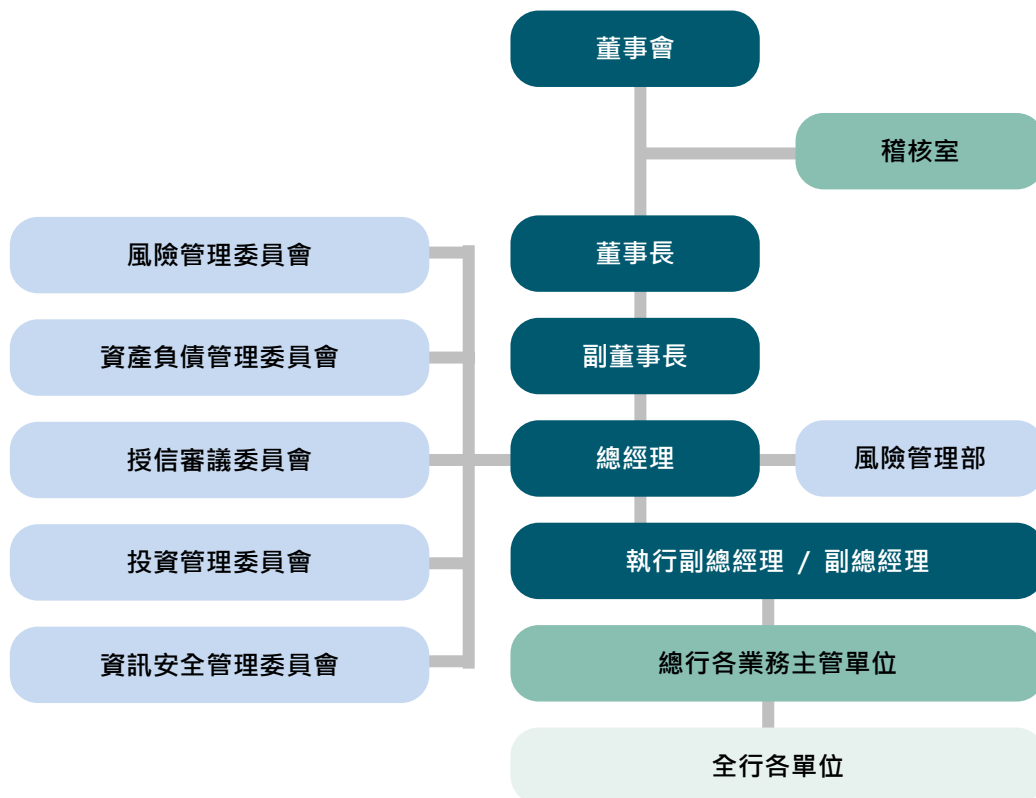 董事會
稽核室
風險管理委員會
董事長
資產負債管理委員會
副董事長
授信審議委員會
總經理
風險管理部
投資管理委員會
執行副總經理 / 副總經理
資訊安全管理委員會
總行各業務主管單位
全行各單位